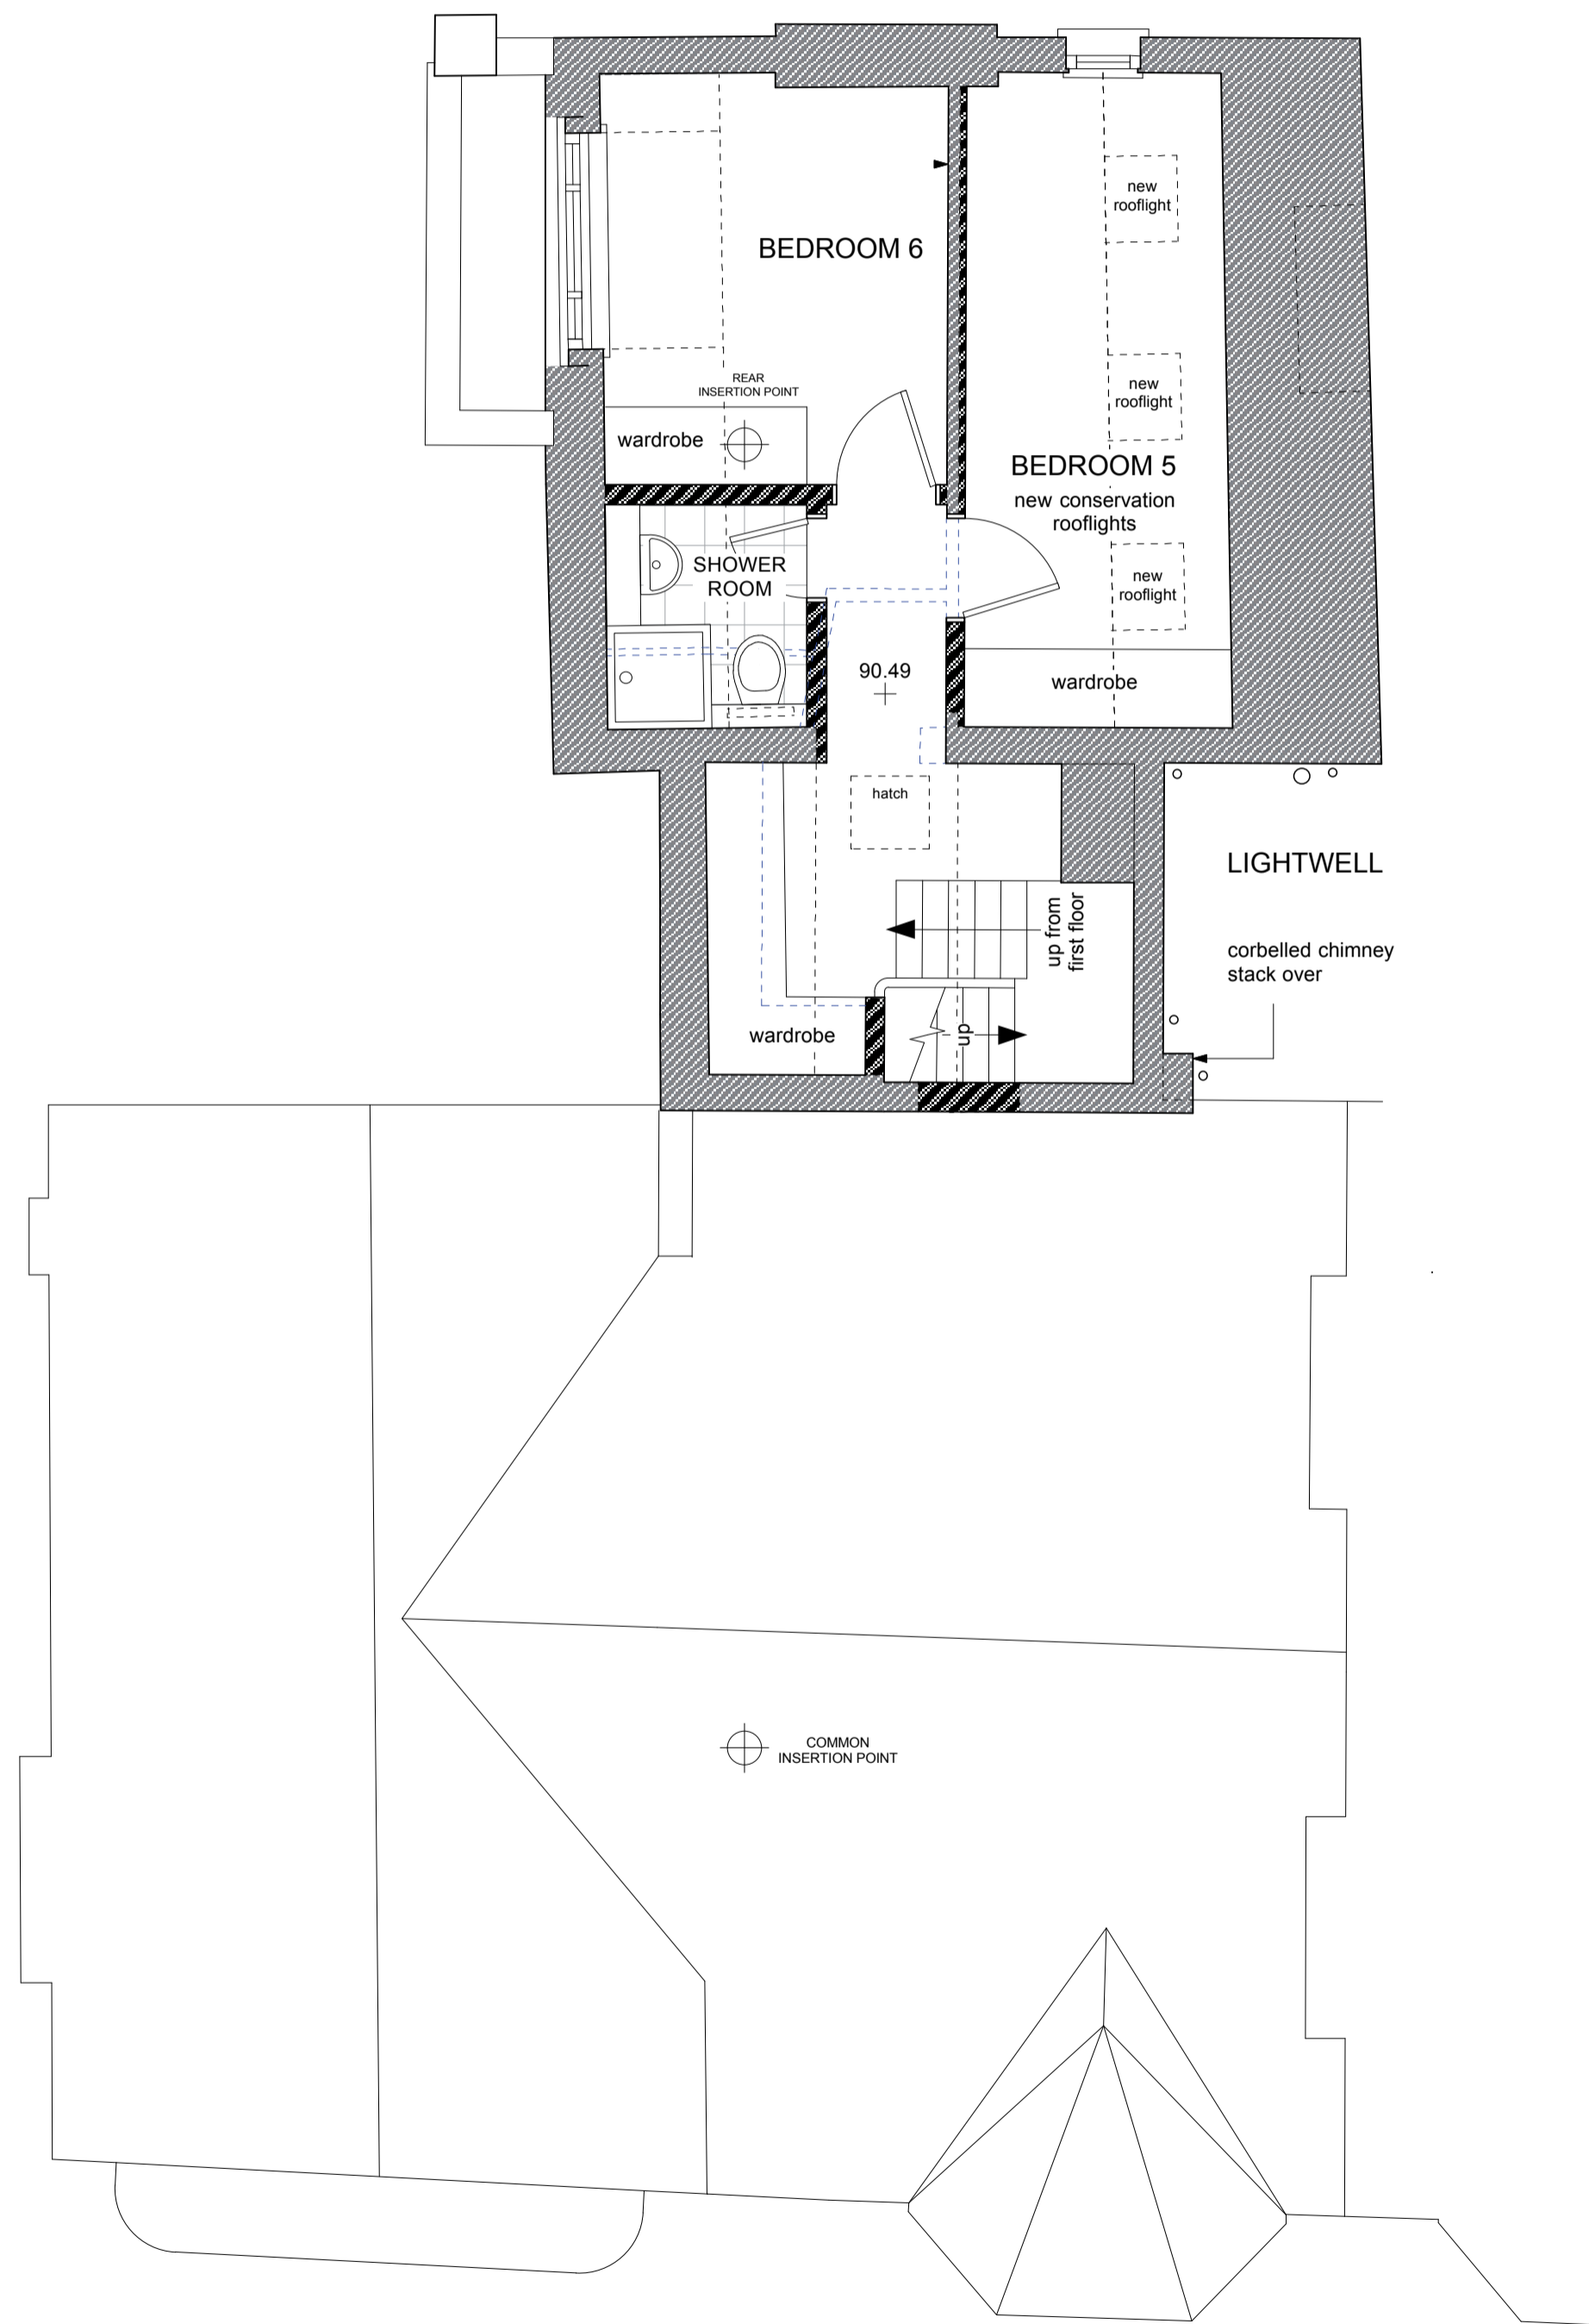 new
rooflight
BEDROOM 6
REAR
INSERTION POINT
new
rooflight
wardrobe
BEDROOM 5
new conservation
rooflights
SHOWER
ROOM
new
rooflight
90.49
wardrobe
hatch
LIGHTWELL
up from
first floor
corbelled chimney
stack over
wardrobe
up
COMMON
INSERTION POINT